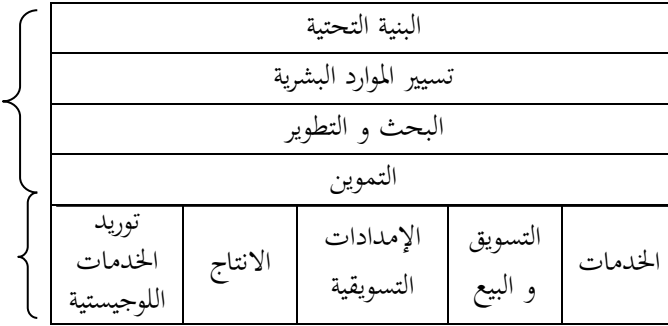 البنية التحتية
تسيير الموارد البشرية
البحث و التطوير
التموين
الخدمات
التسويق
و البيع
الإمدادات
التسويقية
الانتاج
توريد
الخدمات
اللوجيستية